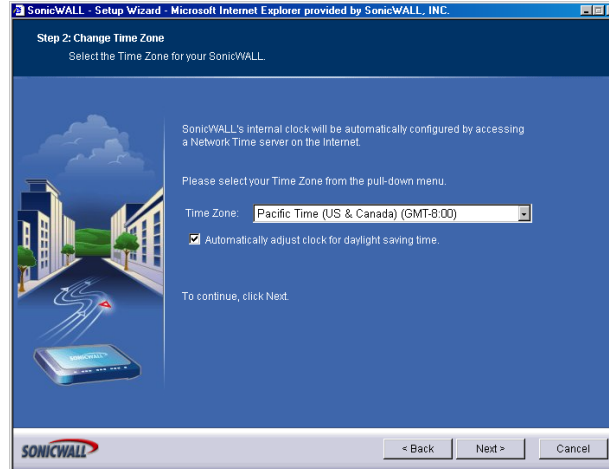 SonicWALL - Setup Wizard - Microsoft Internet Explorer provided by SonicWALL, INC.
Step 2: Change Time Zone
Select the Time Zone for your SonicWALL.
SonicWALL's internal clock will be automatically configured by accessing
a Network Time server on the Internet.
Please select your Time Zone from the pull-down menu.
Time Zone: Pacific Time (US & Canada) (GMT-8:00)
Automatically adjust clock for daylight saving time.
To continue, click Next.
SONICWALL
SONICWALL
< Back Next > Cancel